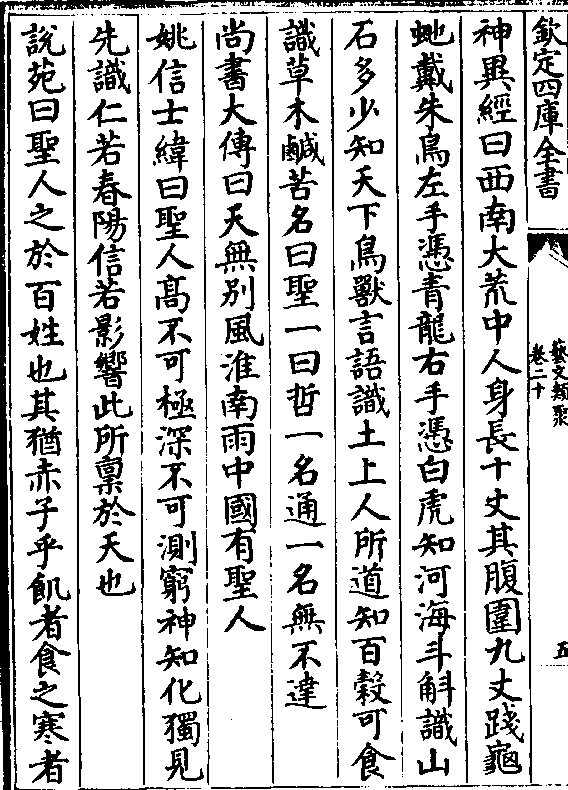 欽定四庫全書
藝文類聚
卷二十
五
神異經曰西南大荒中人身長十丈其腹圍九丈踐龜
虵戴朱鳥左手憑青龍右手憑白虎知河海斗斛識山
石多少知天下鳥獸言語識土上人所道知百穀可食
識草木鹹苦名曰聖一曰哲一名通一名無不達
尚書大傳曰天無別風淮南雨中國有聖人
姚信士緯曰聖人高不可極深不可測窮神知化獨見
先識仁若春陽信若影響此所稟於天也
說苑曰聖人之於百姓也其猶赤子乎飢者食之寒者